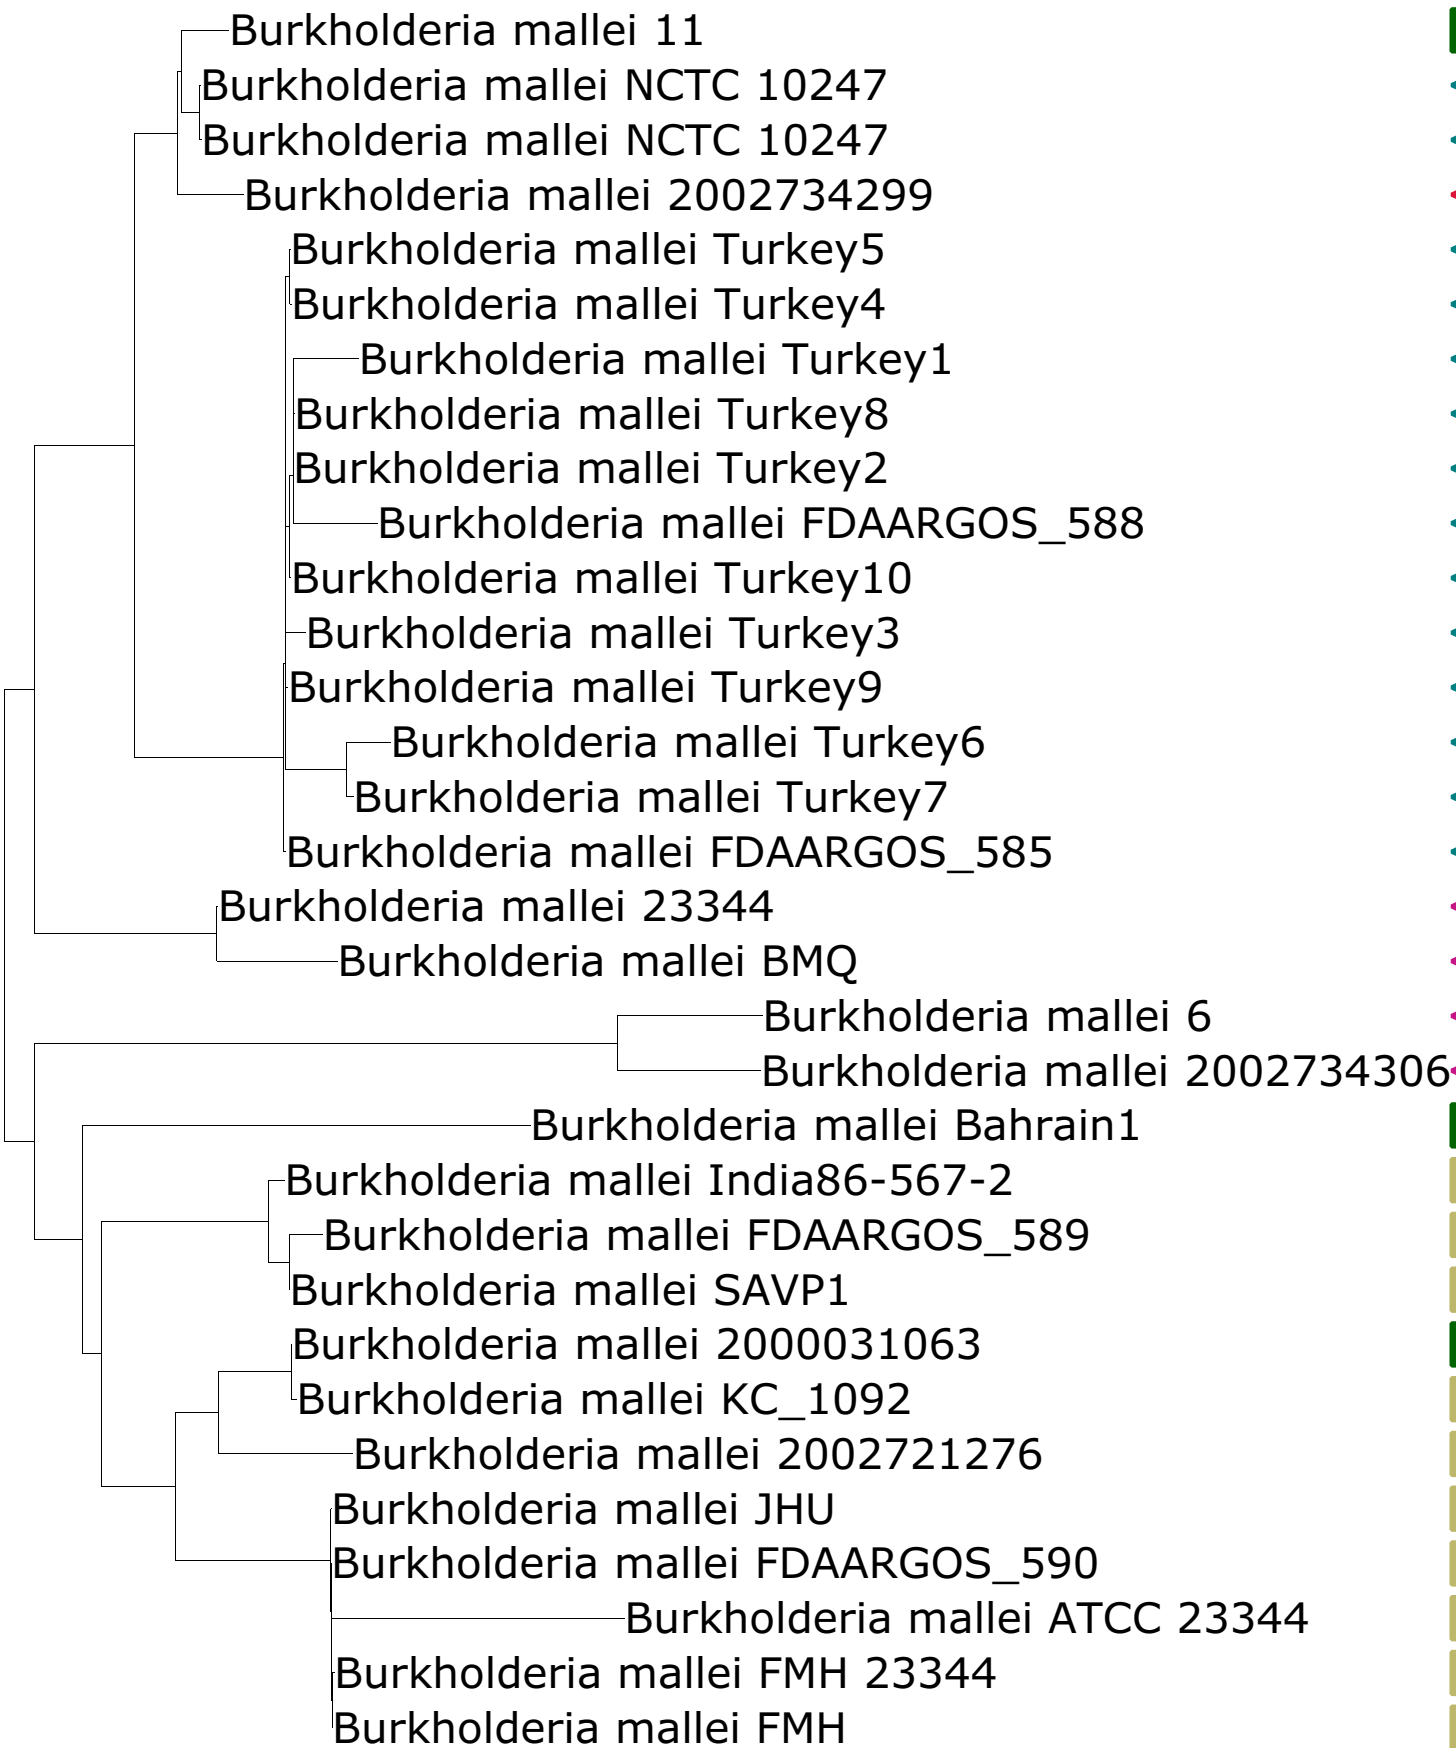 Burkholderia mallei 11
Burkholderia mallei NCTC 10247
Burkholderia mallei NCTC 10247
Burkholderia mallei 2002734299
Burkholderia mallei Turkey5
Burkholderia mallei Turkey4
Burkholderia mallei Turkey1
Burkholderia mallei Turkey8
Burkholderia mallei Turkey2
Burkholderia mallei FDAARGOS_588
Burkholderia mallei Turkey10
Burkholderia mallei Turkey3
Burkholderia mallei Turkey9
Burkholderia mallei Turkey6
Burkholderia mallei Turkey7
Burkholderia mallei FDAARGOS_585
Burkholderia mallei 23344
Burkholderia mallei BMQ
Burkholderia mallei 6
Burkholderia mallei 2002734306
Burkholderia mallei Bahrain1
Burkholderia mallei India86-567-2
Burkholderia mallei FDAARGOS_589
Burkholderia mallei SAVP1
Burkholderia mallei 2000031063
Burkholderia mallei KC_1092
Burkholderia mallei 2002721276
Burkholderia mallei JHU
Burkholderia mallei FDAARGOS_590
Burkholderia mallei ATCC 23344
Burkholderia mallei FMH 23344
Burkholderia mallei FMH